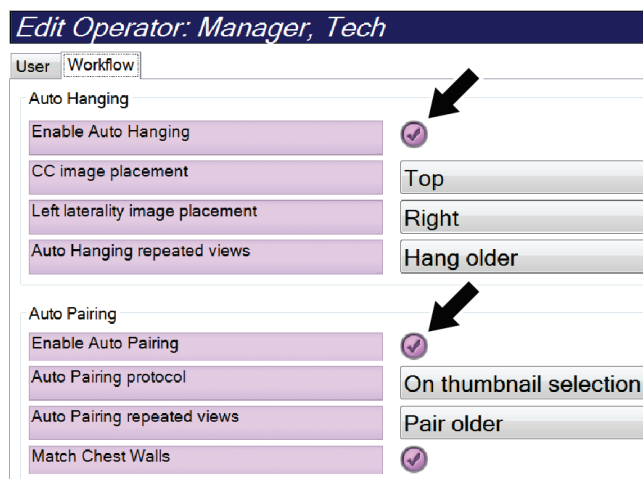 Edit Operator: Manager, Tech
User Workflow
Auto Hanging
Enable Auto Hanging
CC image placement Top
Left laterality image placement Right
Auto Hanging repeated views Hang older
Auto Pairing
Enable Auto Pairing
Auto Pairing protocol On thumbnail selection
Auto Pairing repeated views Pair older
Match Chest Walls